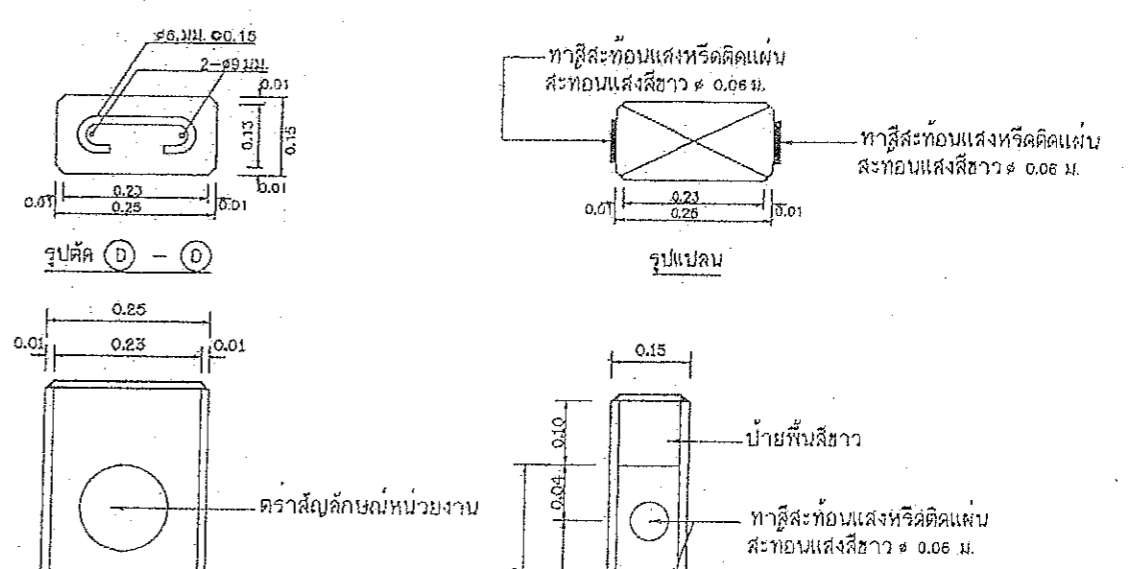 ø6 มม. @0.15
2-ø9 มม.
0.01
0.13
0.15
0.01
0.23
0.01
0.25
0.01
รูปตัด D - D
ทาสีสะท้อนแสงหรือติดแผ่น
สะท้อนแสงสีขาว ø 0.06 ม.
ทาสีสะท้อนแสงหรือติดแผ่น
สะท้อนแสงสีขาว ø 0.06 ม.
0.23
0.01
0.25
0.01
รูปแปลน
0.25
0.01
0.23
0.01
ตราสัญลักษณ์หน่วยงาน
0.15
0.10
ป้ายพื้นสีขาว
0.04
ทาสีสะท้อนแสงหรือติดแผ่น
สะท้อนแสงสีขาว ø 0.06 ม.